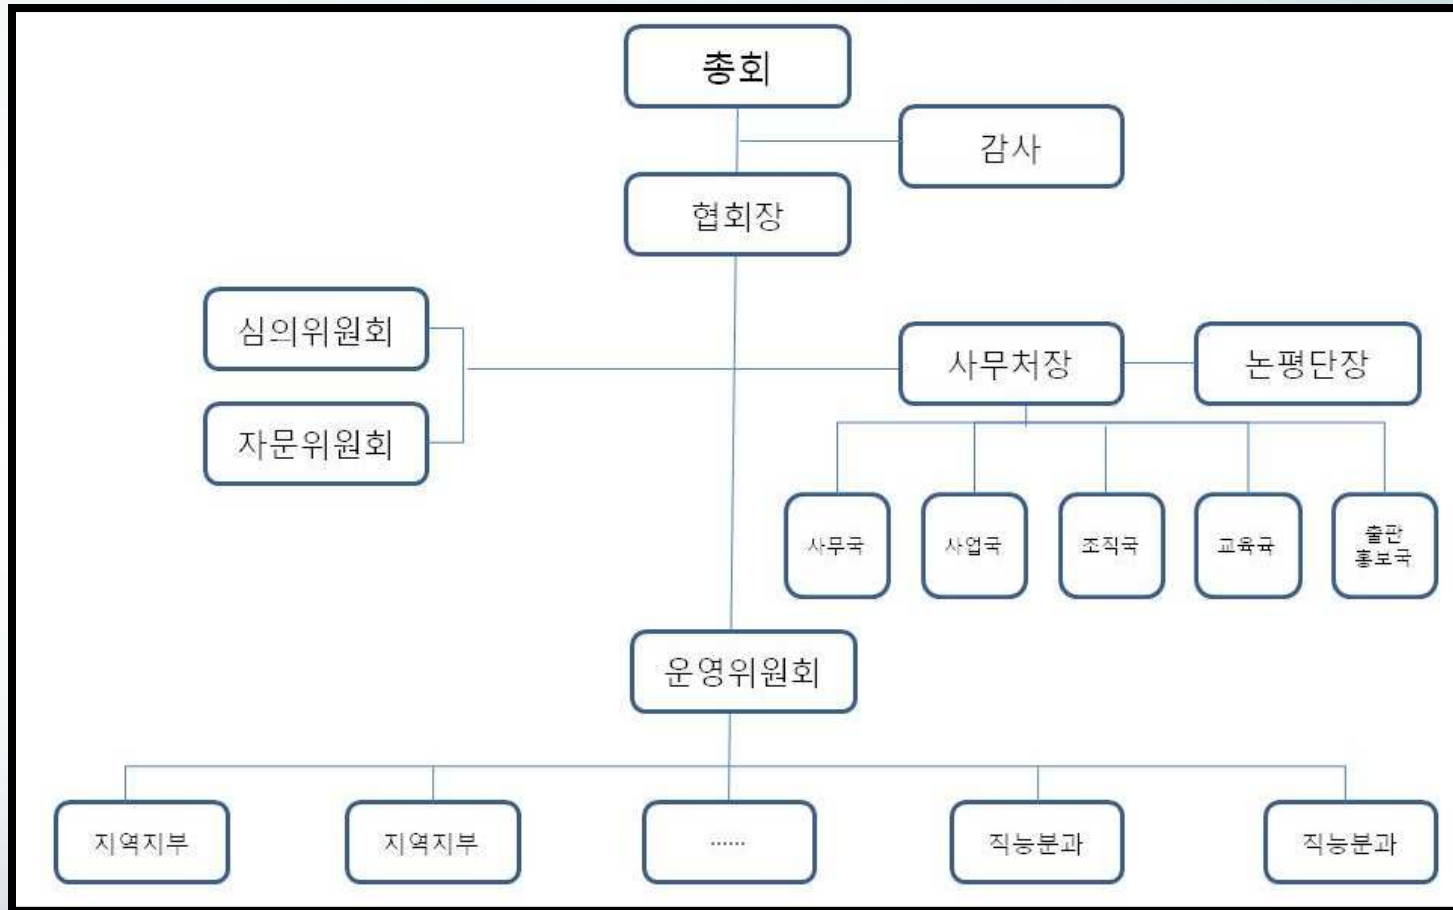 총회
감사
협회장
심의위원회
사무처장
논평단장
자문위원회
사무국
사업국
조직국
교육귝
출판
홍보국
운영위원회
지역지부
지역지부
……
직능분과
직능분과